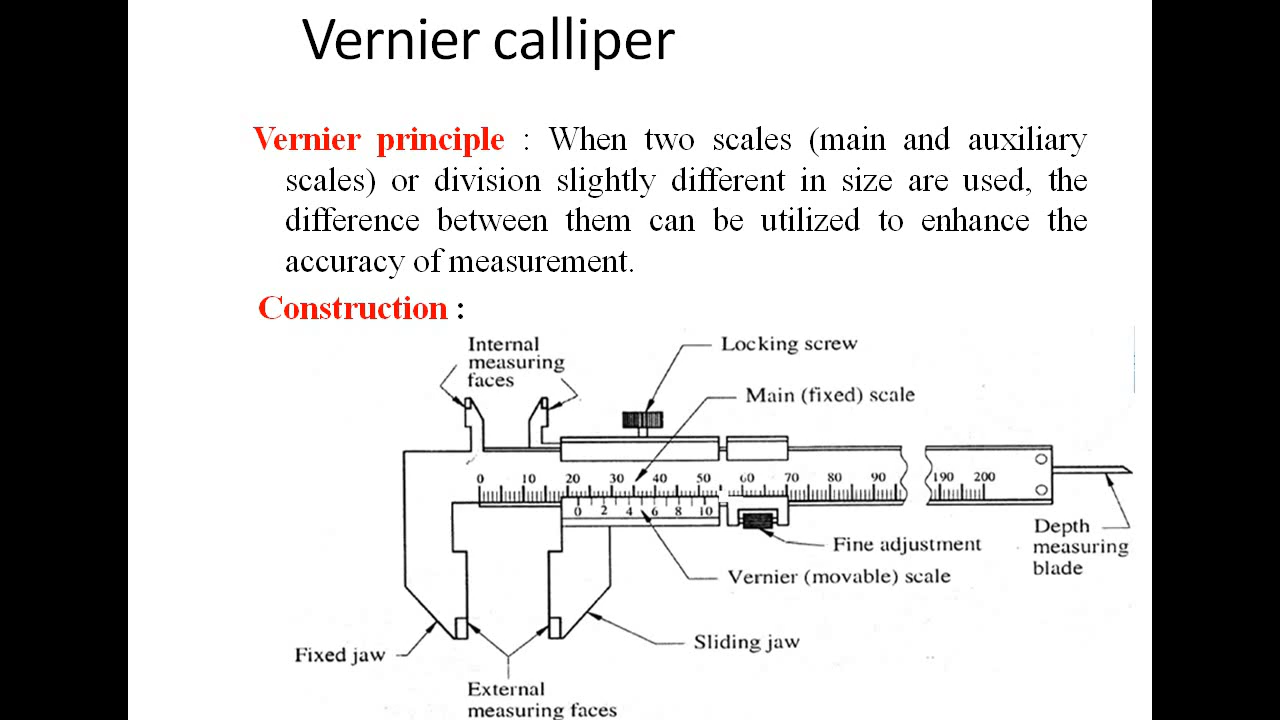 Vernier calliper
Vernier principle : When two scales (main and auxiliary
scales) or division slightly different in size are used, the
difference between them can be utilized to enhance the
accuracy of measurement.
Construction :
Internal
measuring
faces
Locking screw
Main (fixed) scale
0 10 20 30 40 50 60 70 80 90 190 200
0 2 4 6 8 10
Depth
measuring
blade
Fine adjustment
Vernier (movable) scale
Sliding jaw
Fixed jaw
External
measuring faces